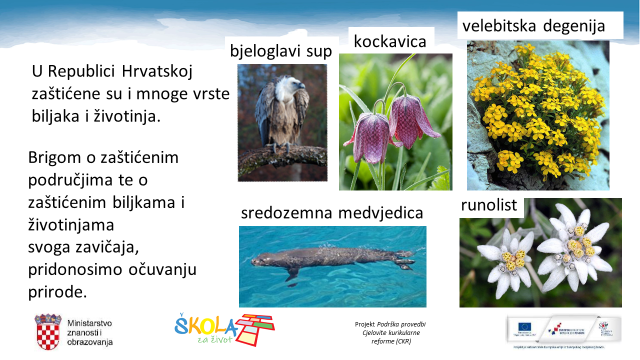 U Republici Hrvatskoj
zaštićene su i mnoge vrste
biljaka i životinja.
Brigom o zaštićenim
područjima te o
zaštićenim biljkama i
životinjama
svoga zavičaja,
pridonosimo očuvanju
prirode.
bjeloglavi sup
kockavica
velebitska degenija
sredozemna medvjedica
runolist
Ministarstvo
znanosti i
obrazovanja
ŠKOLA
za život
Projekt Podrška provedbi
Cjelovite kurikularne
reforme (CKR)